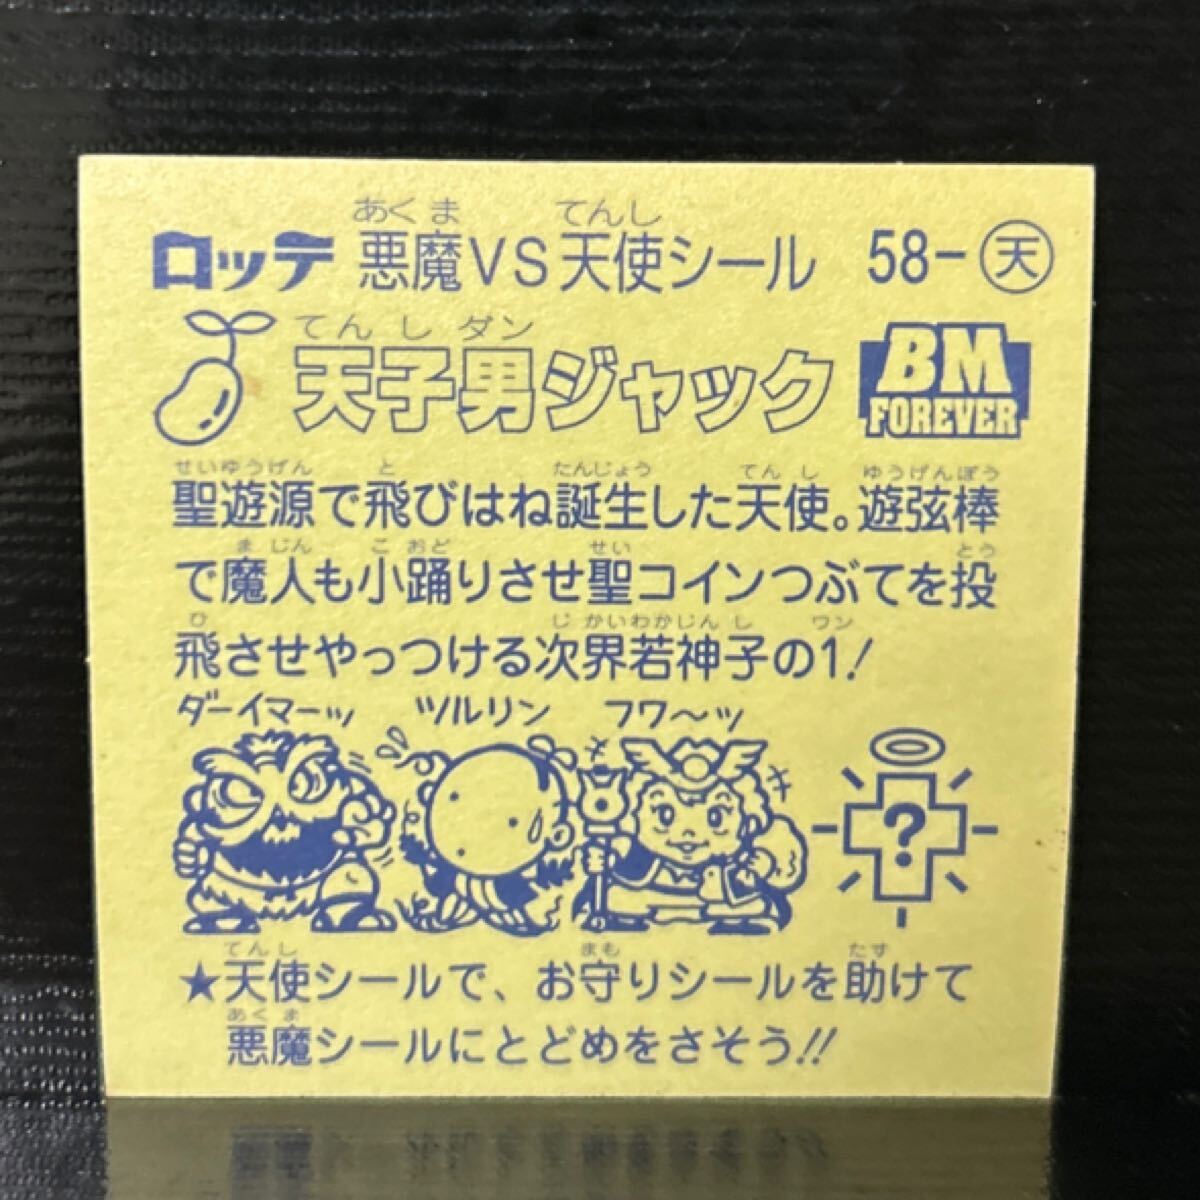 あくま てんし
ロッテ 悪魔VS天使シール 58-天
てんしダン
天子男ジャック BM FOREVER
せいゆうげん と たんじょう てんし ゆうげんぼう
聖遊源で飛びはね誕生した天使。遊弦棒
まじん こおど せい とう
で魔人も小踊りさせ聖コインつぶてを投
ひ じかいわかじんし ワン
飛させやっつける次界若神子の1!
ダーイマーッ ツルリン フワ〜ッ
?
てんし まも たす
★天使シールで、お守りシールを助けて
あくま
悪魔シールにとどめをさそう!!